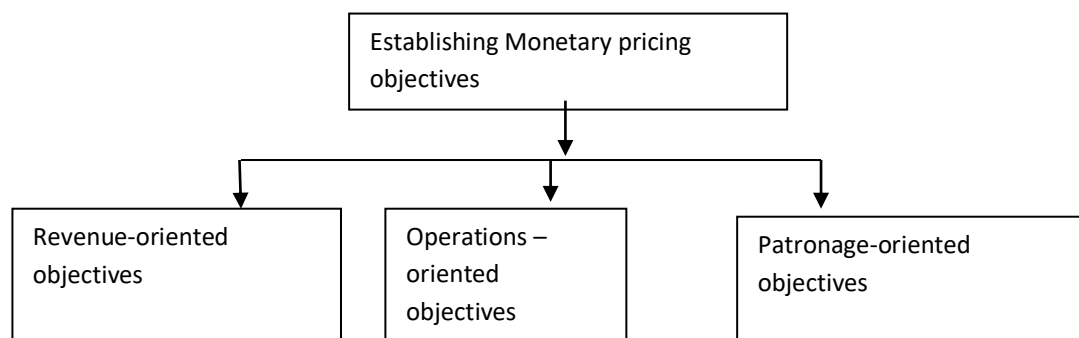 Establishing Monetary pricing
objectives
Revenue-oriented
objectives
Operations –
oriented
objectives
Patronage-oriented
objectives